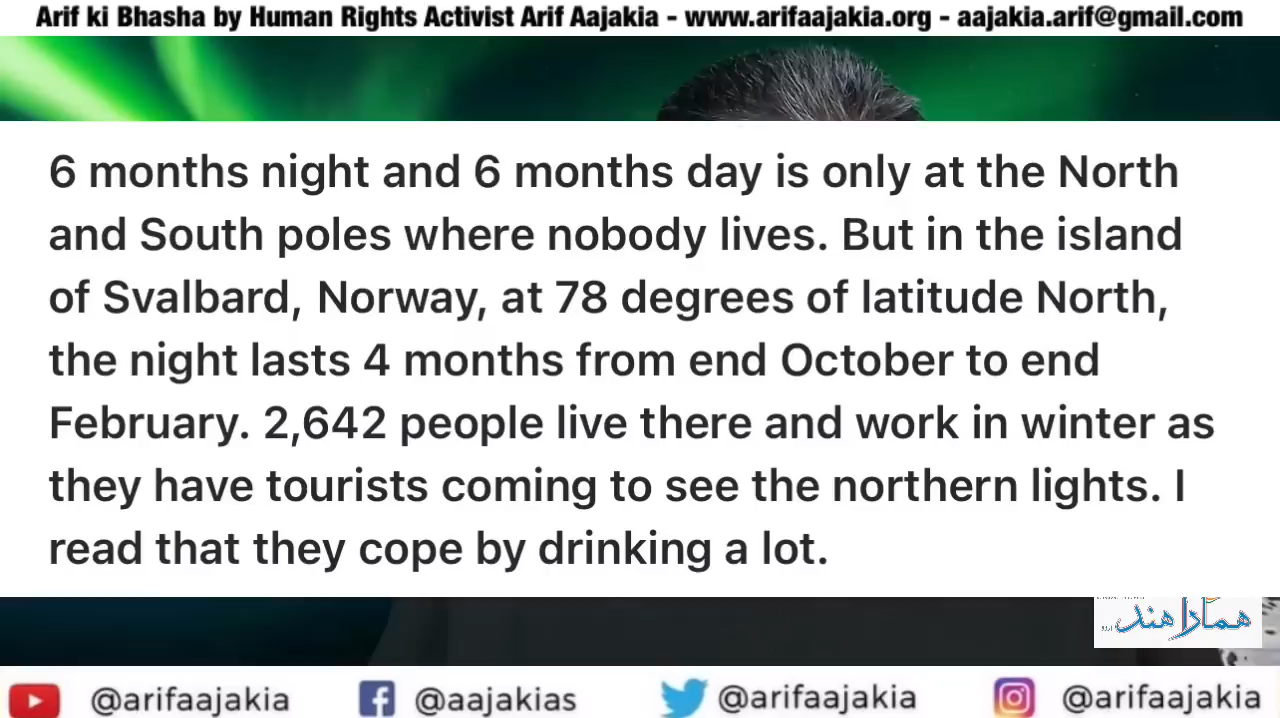 Arif ki Bhasha by Human Rights Activist Arif Aajakia - www.arifaajakia.org - aajakia.arif@gmail.com
6 months night and 6 months day is only at the North
and South poles where nobody lives. But in the island
of Svalbard, Norway, at 78 degrees of latitude North,
the night lasts 4 months from end October to end
February. 2,642 people live there and work in winter as
they have tourists coming to see the northern lights. I
read that they cope by drinking a lot.
ھمارا ھند
@arifaajakia @aajakias @arifaajakia @arifaajakia